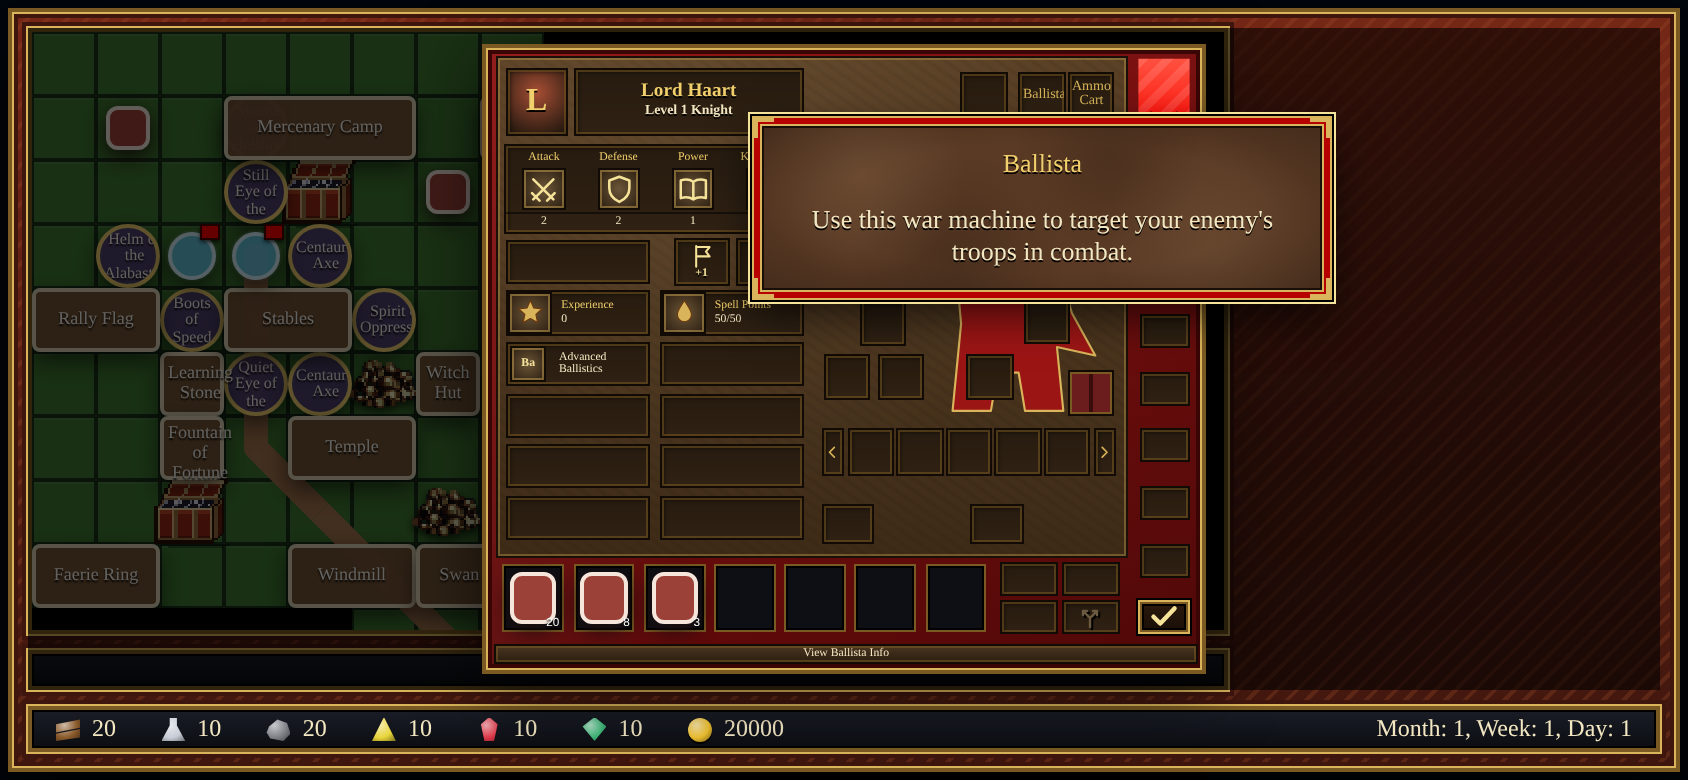 Mercenary Camp
Still
Eye of
the
Helm
the
Centaur
Axe
Rally Flag
Boots
of
Speed
Stables
Spirit
Learning
Stone
Quiet
Eye of
the
Centaur
Axe
Witch
Hut
Fountain
of
Fortune
Temple
Faerie Ring
Windmill
Swan
L
Lord Haart
Level 1 Knight
Ballista
Ammo
Cart
Attack
Defense
Power
2
2
1
Ballista
Use this war machine to target your enemy's
troops in combat.
+1
Experience
0
Spell Points
50/50
Ba
Advanced
Ballistics
20
8
3
View Ballista Info
20
10
20
10
10
10
20000
Month: 1, Week: 1, Day: 1